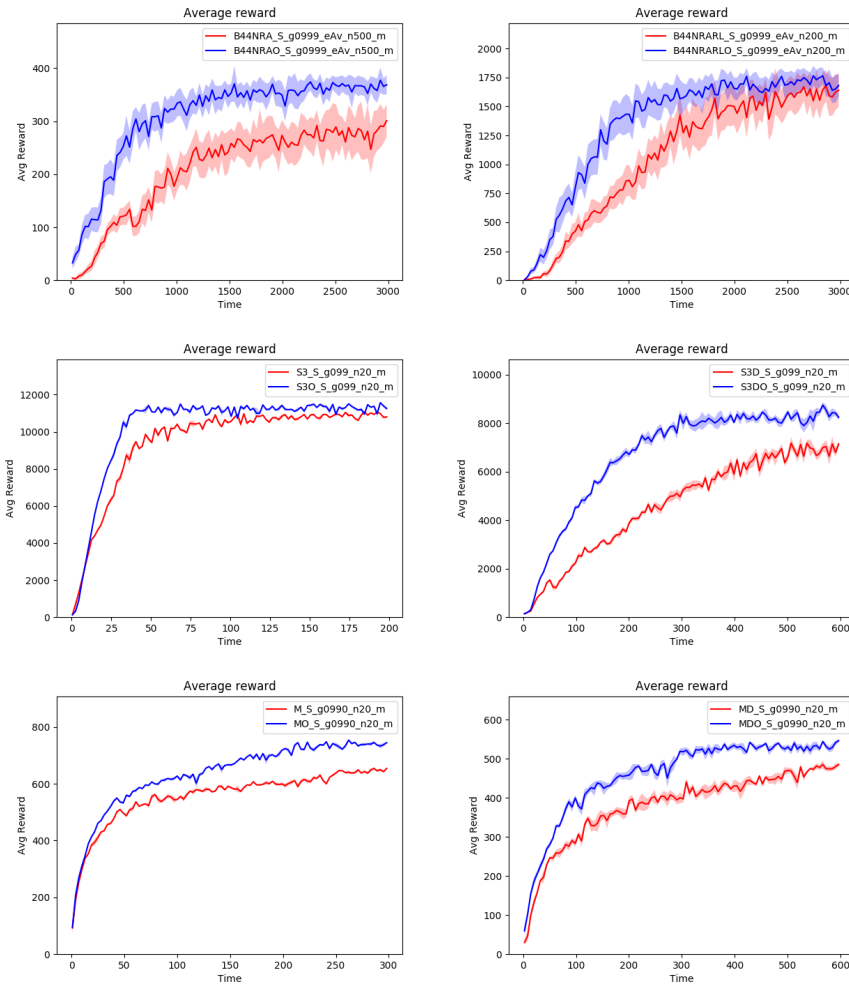 Average reward
B44NRA_S_g0999_eAv_n500_m
B44NRAO_S_g0999_eAv_n500_m
400
300
200
100
0
Avg Reward
0 500 1000 1500 2000 2500 3000
Time
Average reward
B44NRARL_S_g0999_eAv_n200_m
B44NRARLO_S_g0999_eAv_n200_m
2000
1750
1500
1250
1000
750
500
250
0
Avg Reward
0 500 1000 1500 2000 2500 3000
Time
Average reward
S3_S_g099_n20_m
S3O_S_g099_n20_m
12000
10000
8000
6000
4000
2000
0
Avg Reward
0 25 50 75 100 125 150 175 200
Time
Average reward
S3D_S_g099_n20_m
S3DO_S_g099_n20_m
10000
8000
6000
4000
2000
0
Avg Reward
0 100 200 300 400 500 600
Time
Average reward
M_S_g0990_n20_m
MO_S_g0990_n20_m
800
600
400
200
0
Avg Reward
0 50 100 150 200 250 300
Time
Average reward
MD_S_g0990_n20_m
MDO_S_g0990_n20_m
600
500
400
300
200
100
0
Avg Reward
0 100 200 300 400 500 600
Time